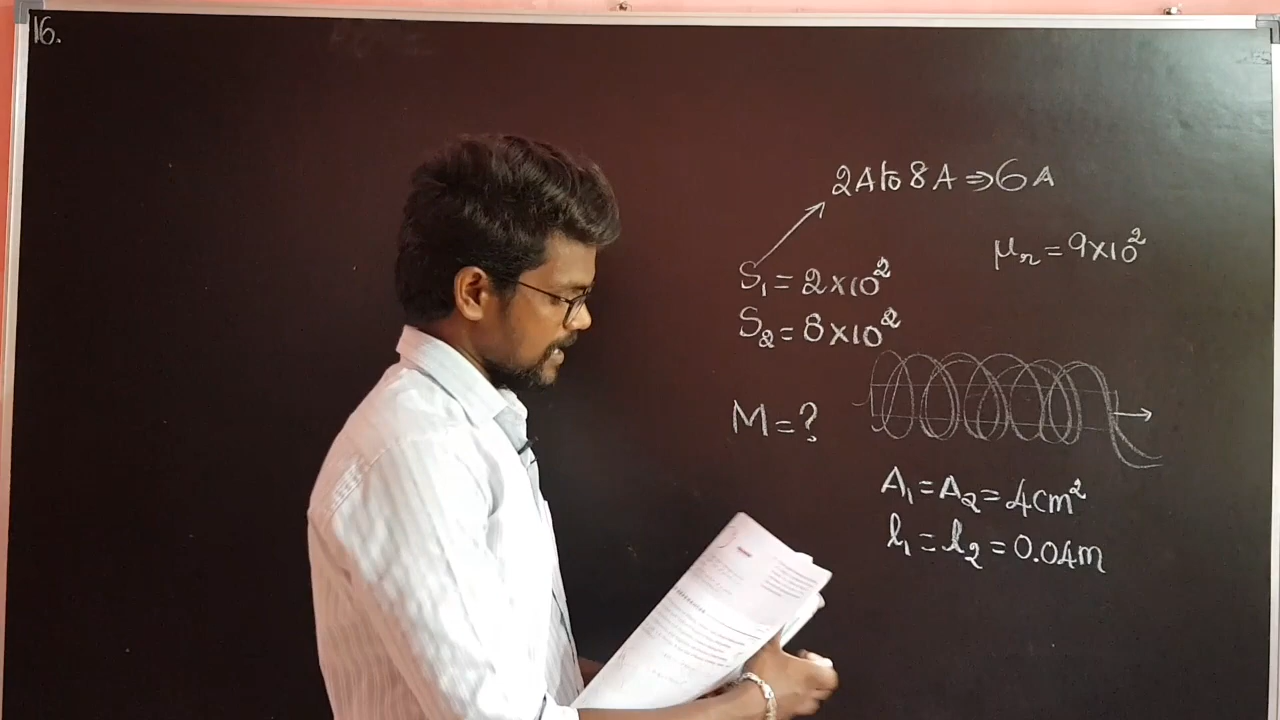 16.
2A to 8A ⇒ 6A
μr = 9×10²
S₁ = 2×10²
S₂ = 8×10²
M = ?
A₁ = A₂ = 4cm²
l₁ = l₂ = 0.04m